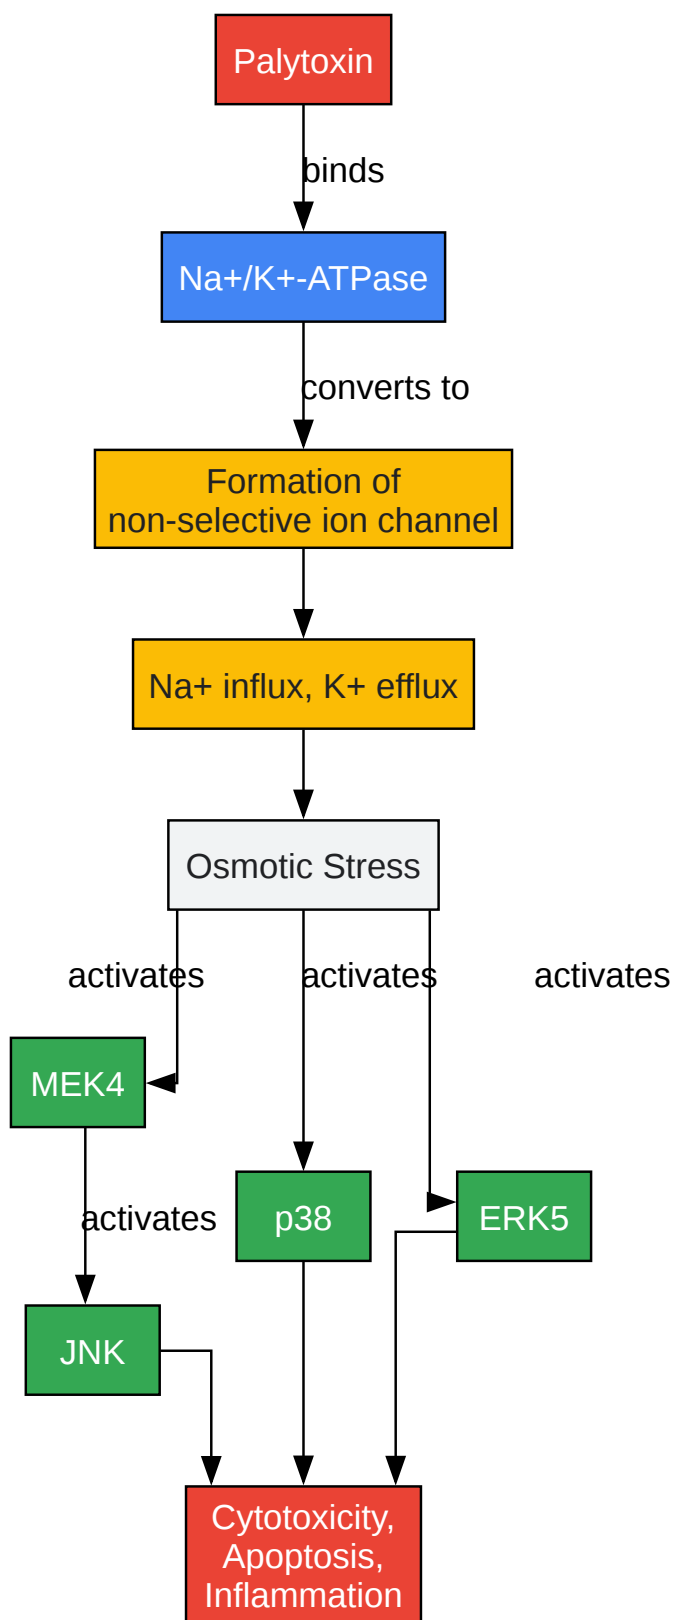 Palytoxin
binds
Na+/K+-ATPase
converts to
Formation of
non-selective ion channel
Na+ influx, K+ efflux
Osmotic Stress
activates
activates
activates
MEK4
activates
p38
ERK5
JNK
Cytotoxicity,
Apoptosis,
Inflammation